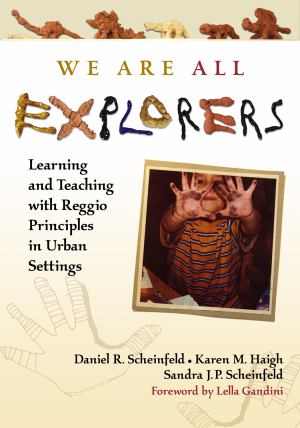 WE ARE ALL
EXPLORERS
Learning
and Teaching
with Reggio
Principles
in Urban
Settings
Daniel R. Scheinfeld • Karen M. Haigh
Sandra J. P. Scheinfeld
Foreword by Lella Gandini